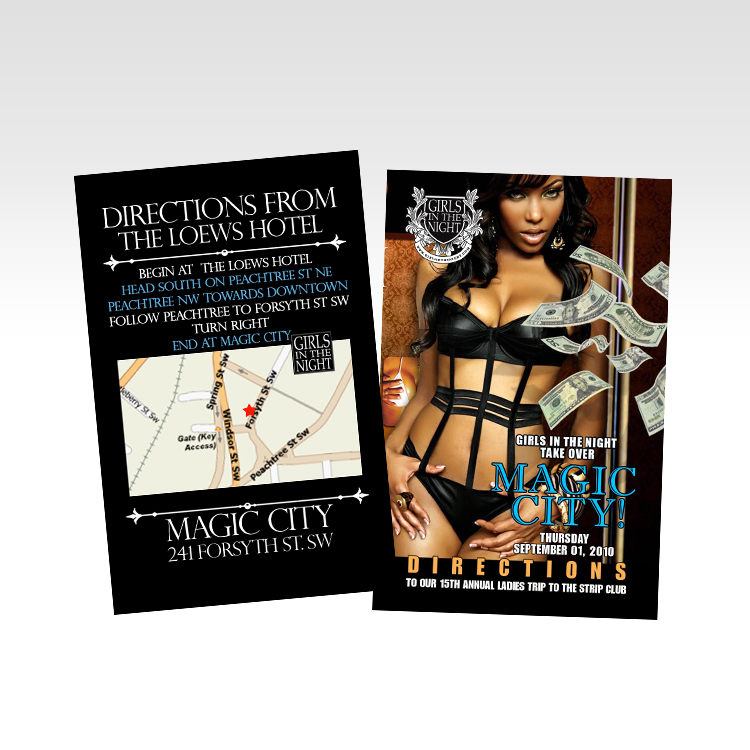 DIRECTIONS FROM
THE LOEWS HOTEL
BEGIN AT THE LOEWS HOTEL
HEAD SOUTH ON PEACHTREE ST NE
PEACHTREE NW TOWARDS DOWNTOWN
FOLLOW PEACHTREE TO FORSYTH ST SW
TURN RIGHT
END AT MAGIC CITY
GIRLS
IN THE
NIGHT
Spring St Sw
Forsyth St Sw
Windsor St Sw
Gate (Key
Access)
Peachtree St Sw
MAGIC CITY
241 FORSYTH ST. SW
GIRLS
IN THE
NIGHT
GIRLS IN THE NIGHT
TAKE OVER
MAGIC
CITY!
THURSDAY
SEPTEMBER 01, 2010
DIRECTIONS
TO OUR 15TH ANNUAL LADIES TRIP TO THE STRIP CLUB